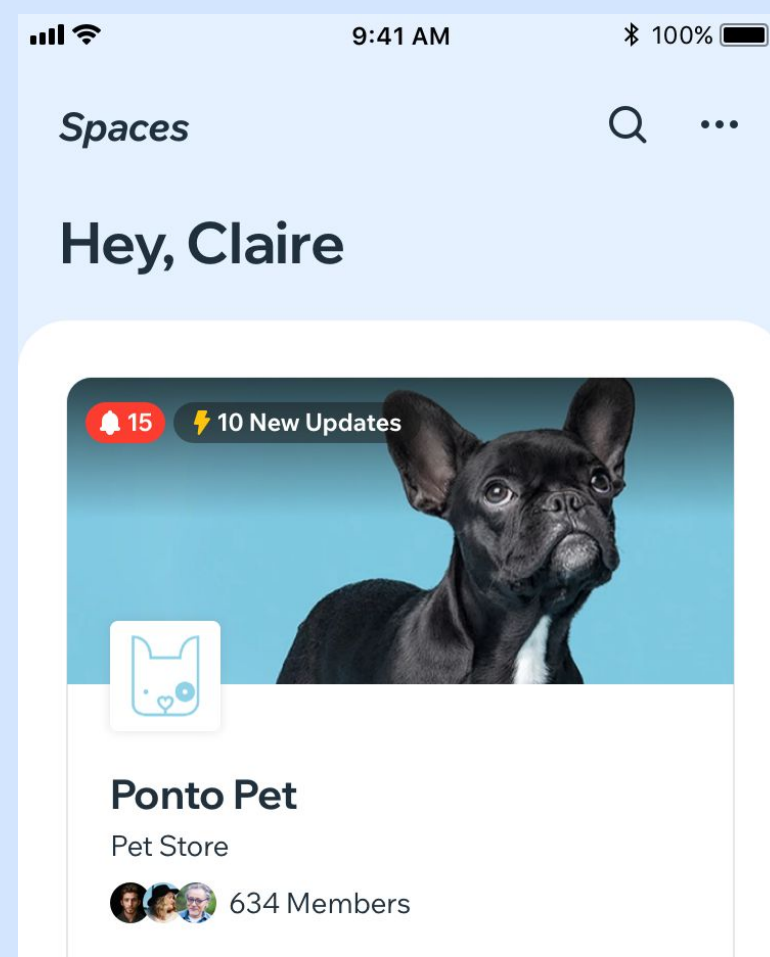 9:41 AM 100%
Spaces
Hey, Claire
15 10 New Updates
Ponto Pet
Pet Store
634 Members